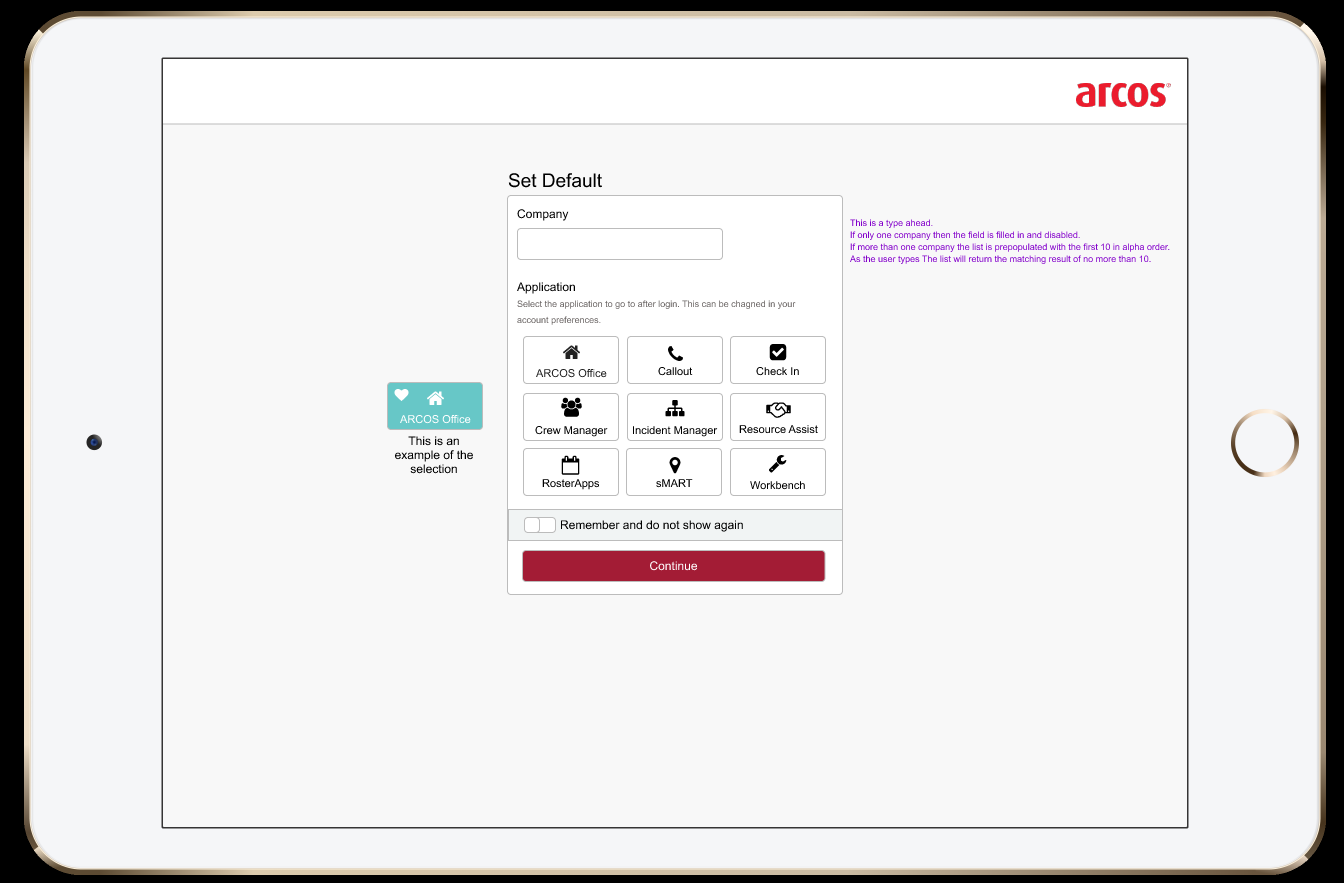 arcos®
Set Default
Company
This is a type ahead.
If only one company then the field is filled in and disabled.
If more than one company the list is prepopulated with the first 10 in alpha order.
As the user types The list will return the matching result of no more than 10.
Application
Select the application to go to after login. This can be chagned in your
account preferences.
ARCOS Office
Callout
Check In
ARCOS Office
This is an
example of the
selection
Crew Manager
Incident Manager
Resource Assist
RosterApps
sMART
Workbench
Remember and do not show again
Continue